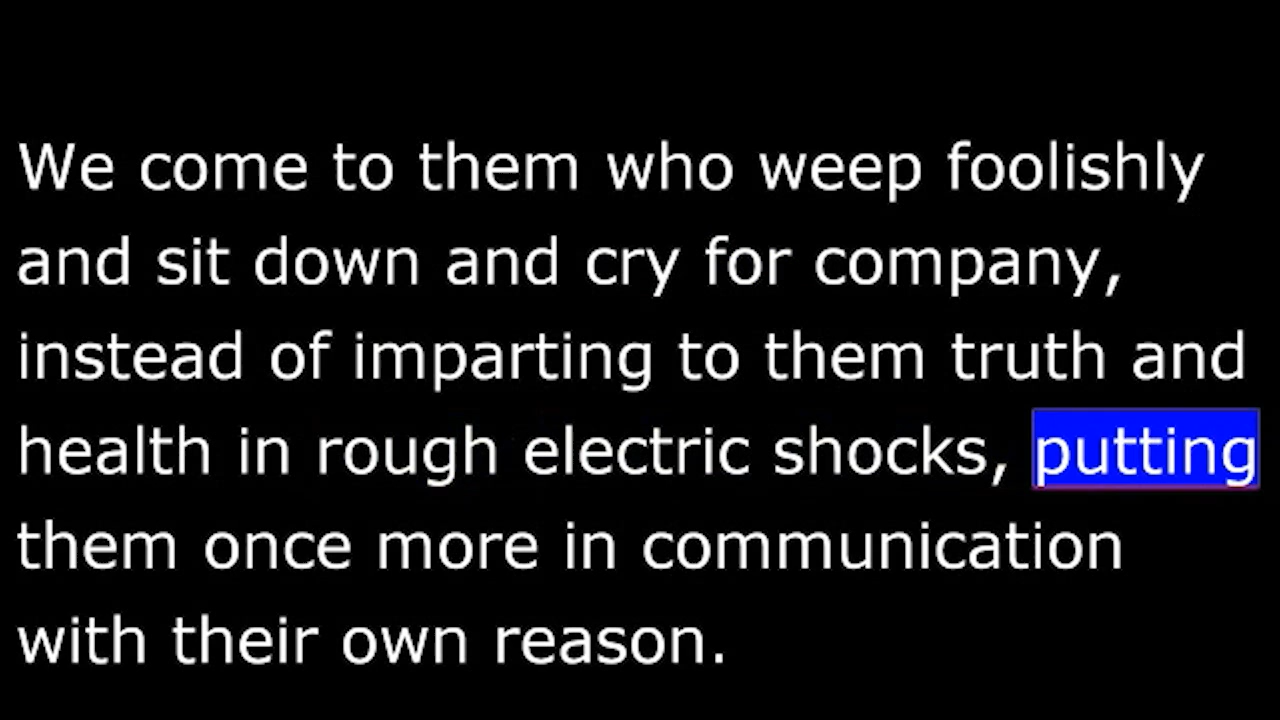 We come to them who weep foolishly
and sit down and cry for company,
instead of imparting to them truth and
health in rough electric shocks, putting
them once more in communication
with their own reason.